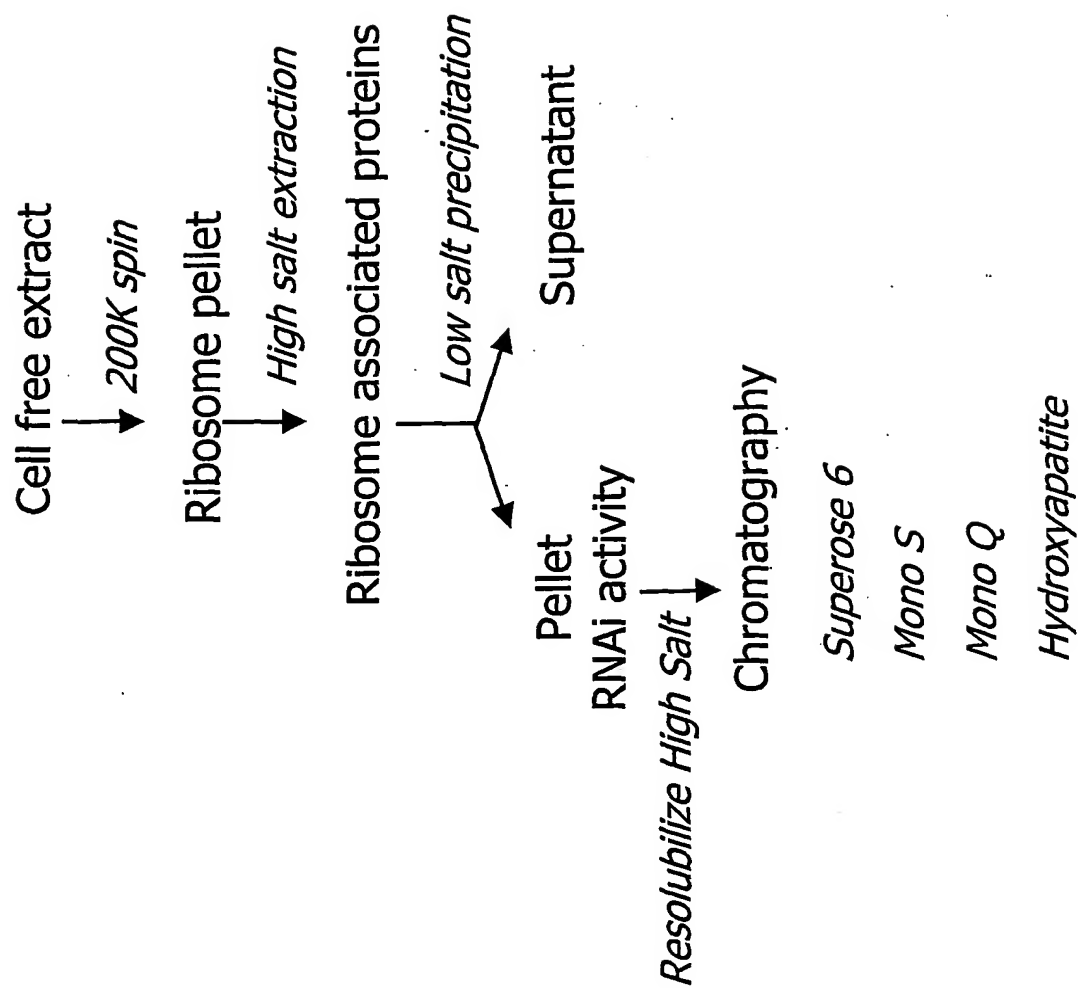 Cell free extract
200K spin
Ribosome pellet
High salt extraction
Ribosome associated proteins
Low salt precipitation
Pellet
RNAi activity
Supernatant
Resolubilize High Salt
Chromatography
Superose 6
Mono S
Mono Q
Hydroxyapatite